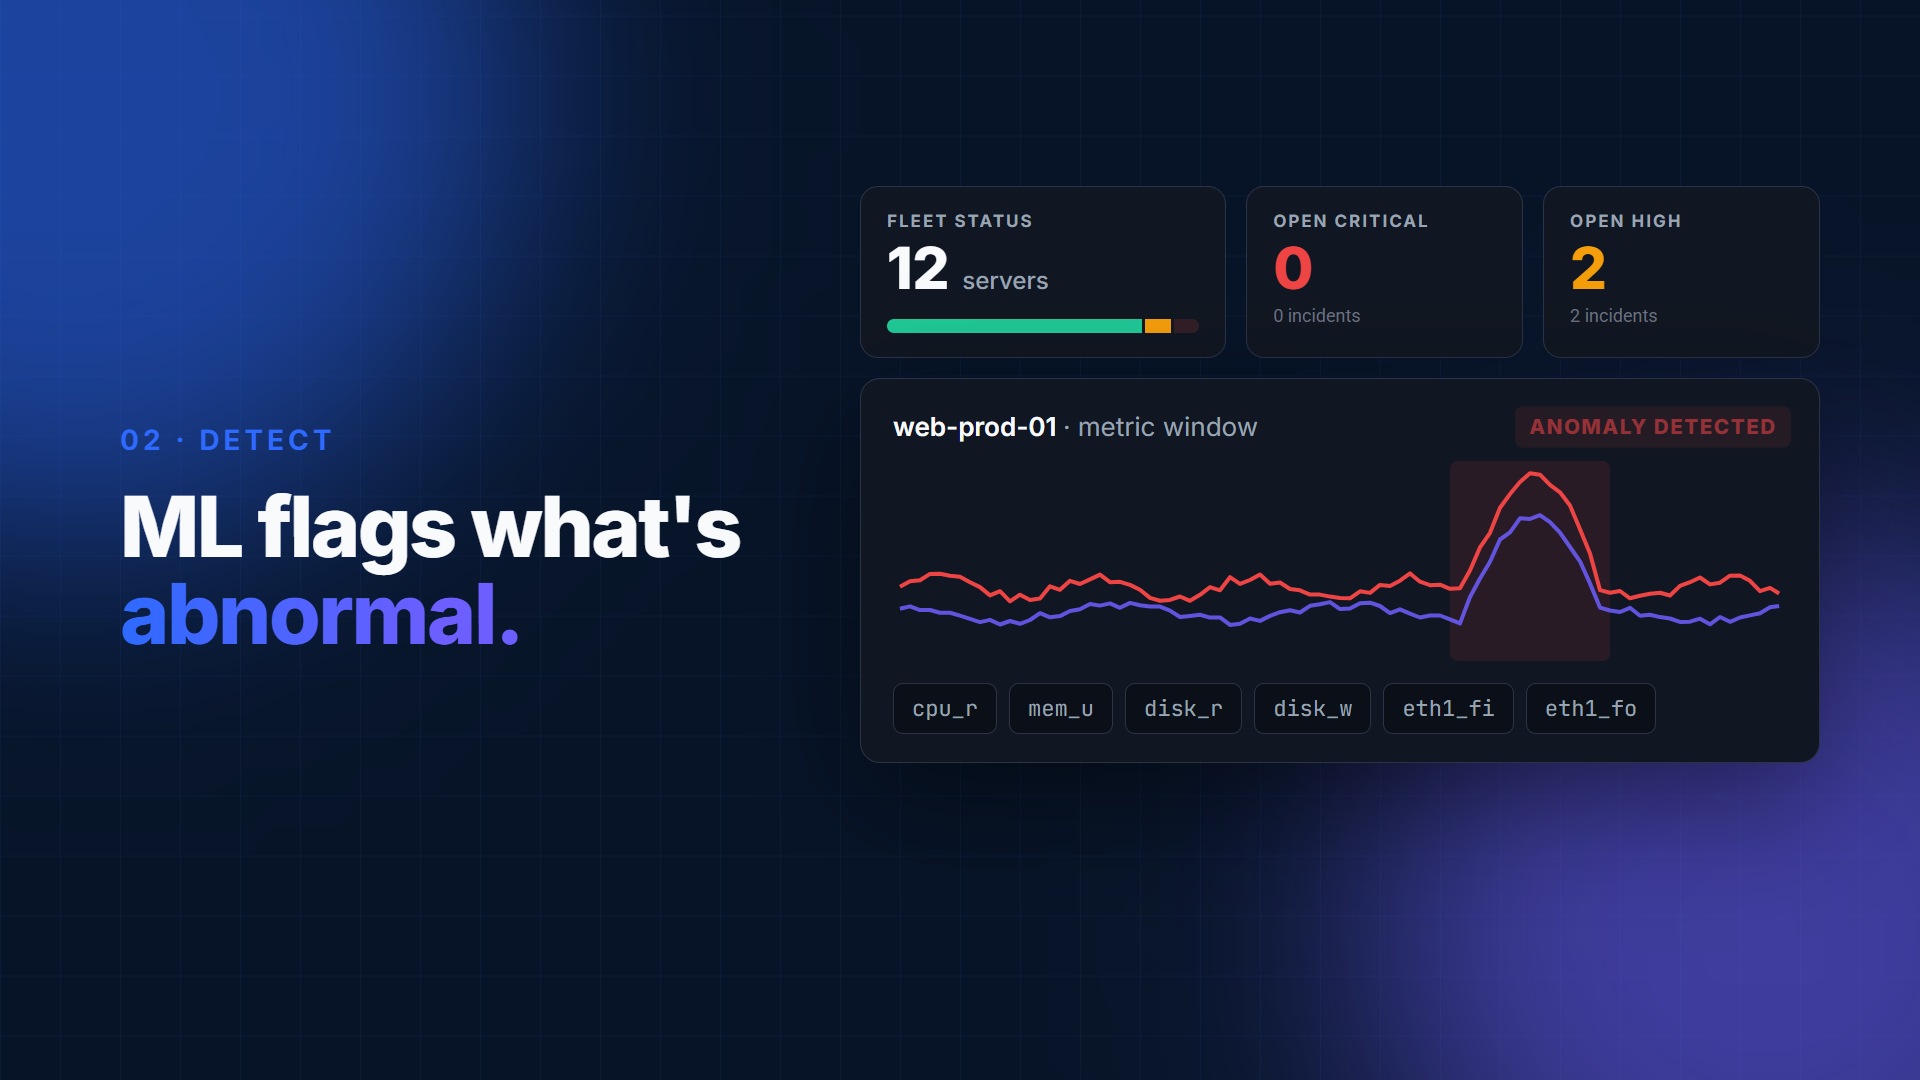 02 · DETECT
ML flags what's
abnormal.
FLEET STATUS
12 servers
OPEN CRITICAL
0
0 incidents
OPEN HIGH
2
2 incidents
web-prod-01 · metric window
ANOMALY DETECTED
cpu_r
mem_u
disk_r
disk_w
eth1_fi
eth1_fo